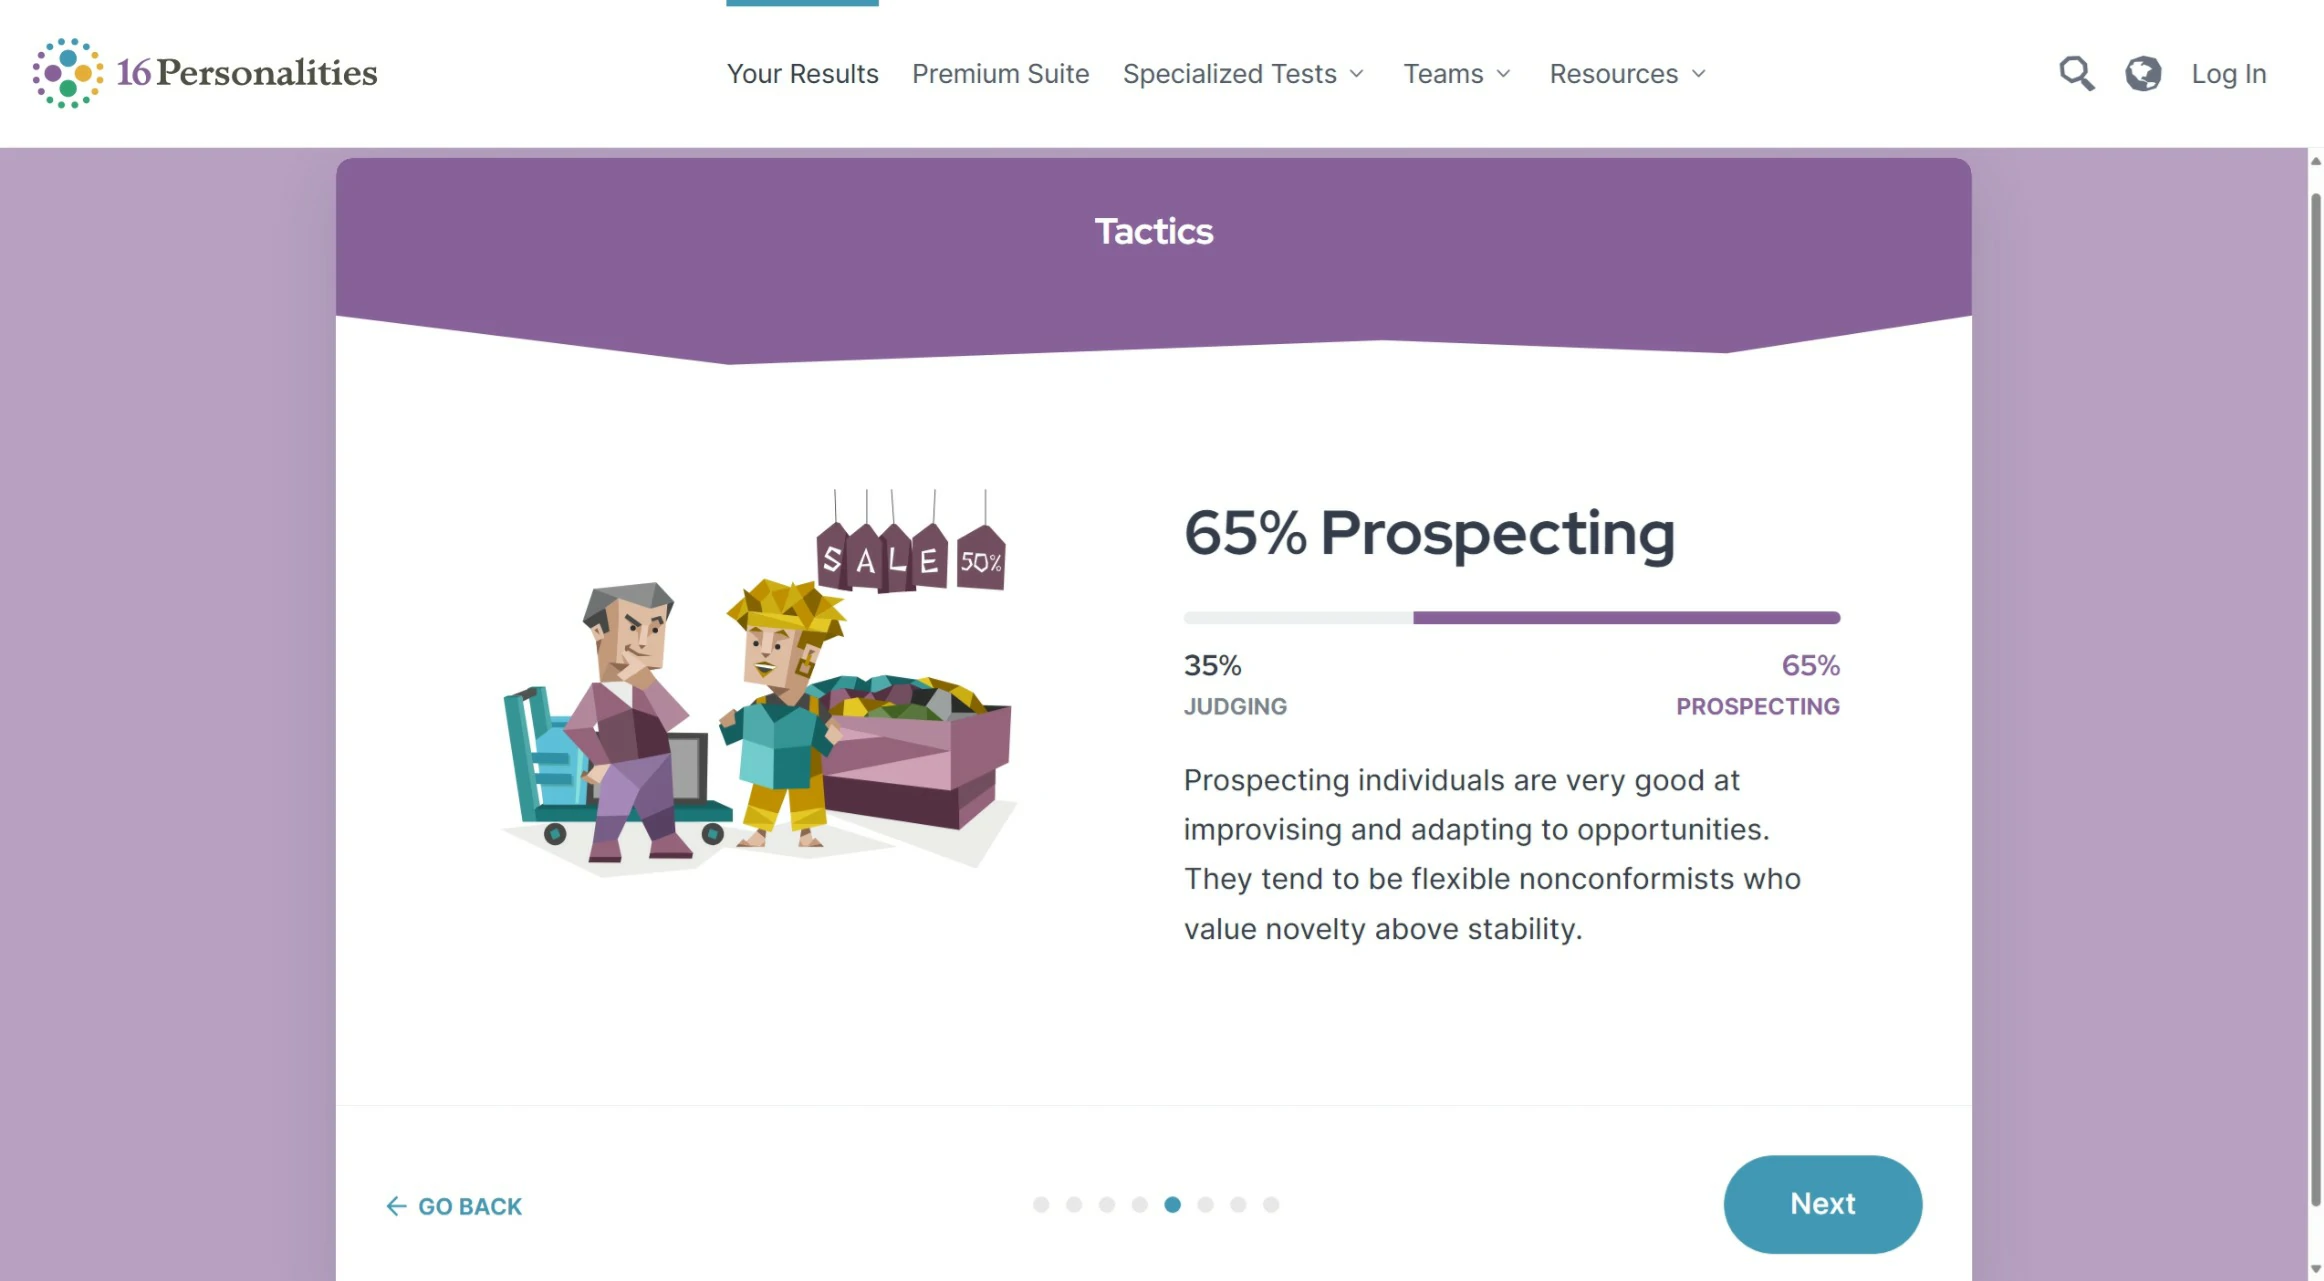 16Personalities
Your Results
Premium Suite
Specialized Tests
Teams
Resources
Log In
Tactics
SALE 50%
65% Prospecting
35%
65%
JUDGING
PROSPECTING
Prospecting individuals are very good at
improvising and adapting to opportunities.
They tend to be flexible nonconformists who
value novelty above stability.
GO BACK
Next